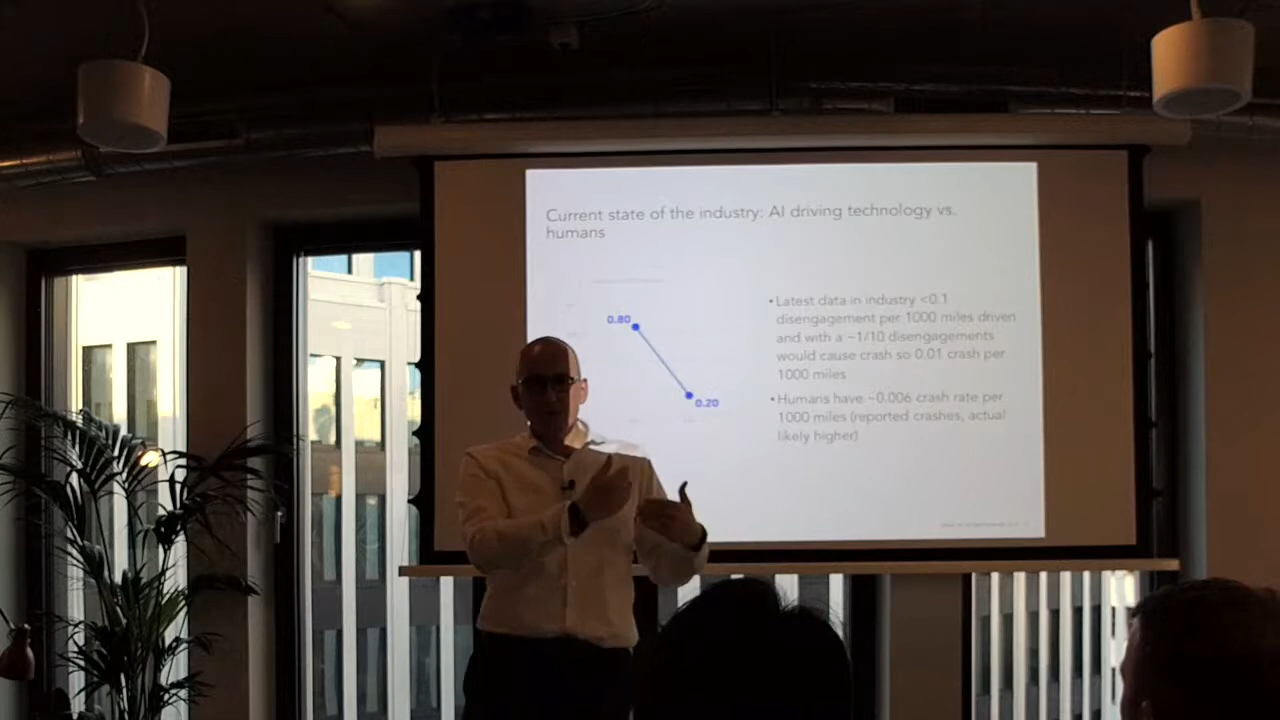 Current state of the industry: AI driving technology vs.
humans
0.80
0.20
• Latest data in industry <0.1
disengagement per 1000 miles driven
and with a ~1/10 disengagements
would cause crash so 0.01 crash per
1000 miles
• Humans have ~0.006 crash rate per
1000 miles (reported crashes, actual
likely higher)